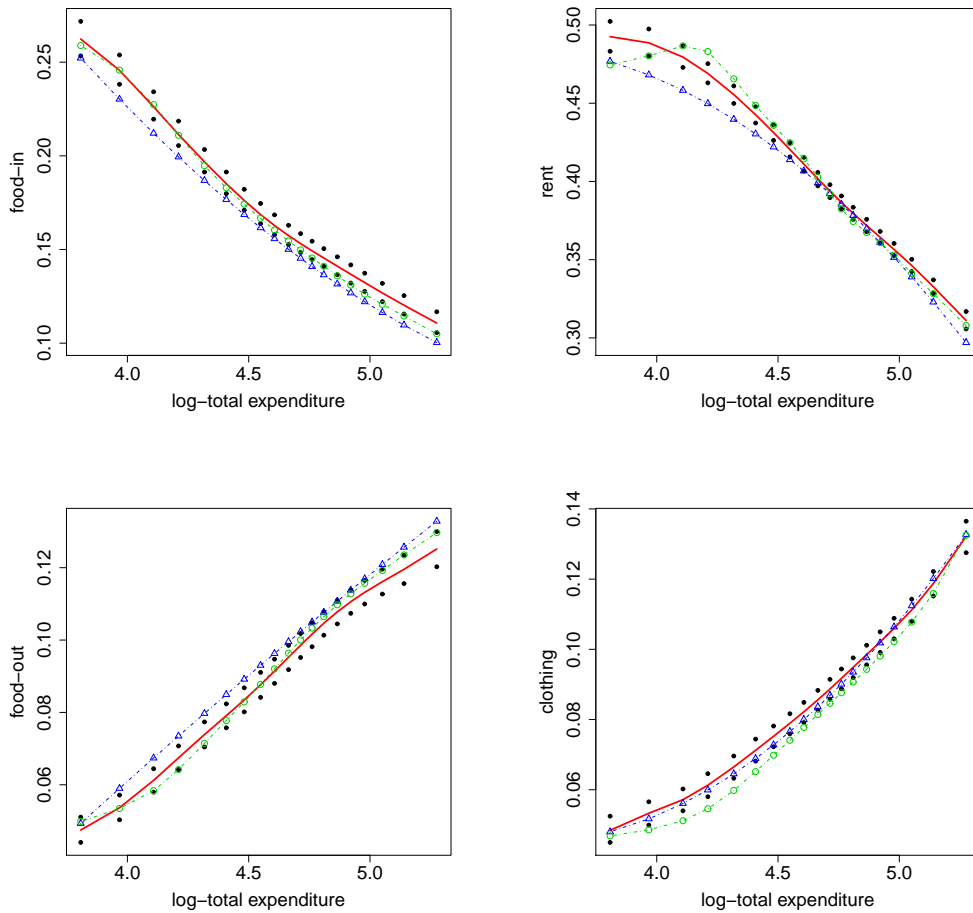 food−in
0.10 0.15 0.20 0.25
4.0 4.5 5.0
log−total expenditure
rent
0.30 0.35 0.40 0.45 0.50
4.0 4.5 5.0
log−total expenditure
food−out
0.06 0.08 0.10 0.12
4.0 4.5 5.0
log−total expenditure
clothing
0.06 0.08 0.10 0.12 0.14
4.0 4.5 5.0
log−total expenditure